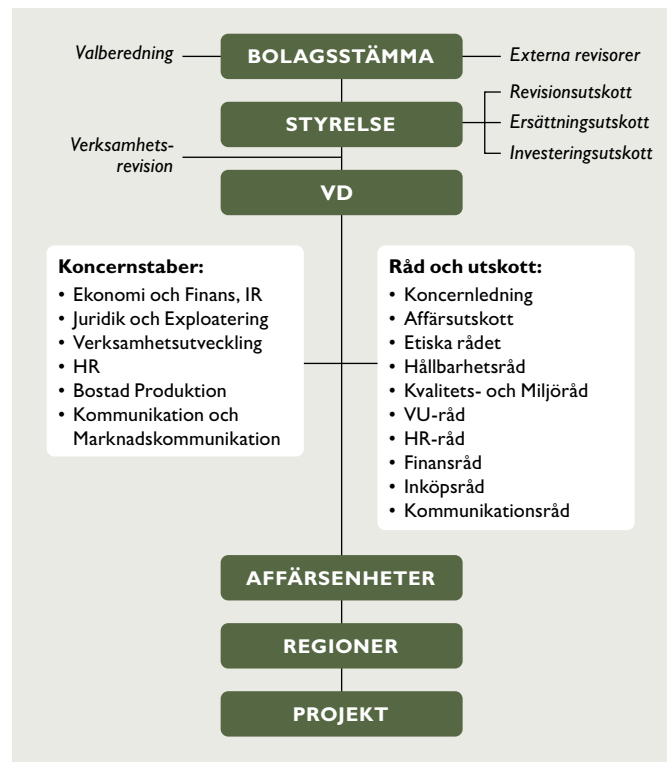 Valberedning
BOLAGSSTÄMMA
Externa revisorer
Revisionsutskott
STYRELSE
Ersättningsutskott
Investeringsutskott
Verksamhets-
revision
VD
Koncernstaber:
• Ekonomi och Finans, IR
• Juridik och Exploatering
• Verksamhetsutveckling
• HR
• Bostad Produktion
• Kommunikation och
Marknadskommunikation
Råd och utskott:
• Koncernledning
• Affärsutskott
• Etiska rådet
• Hållbarhetsråd
• Kvalitets- och Miljöråd
• VU-råd
• HR-råd
• Finansråd
• Inköpsråd
• Kommunikationsråd
AFFÄRSENHETER
REGIONER
PROJEKT